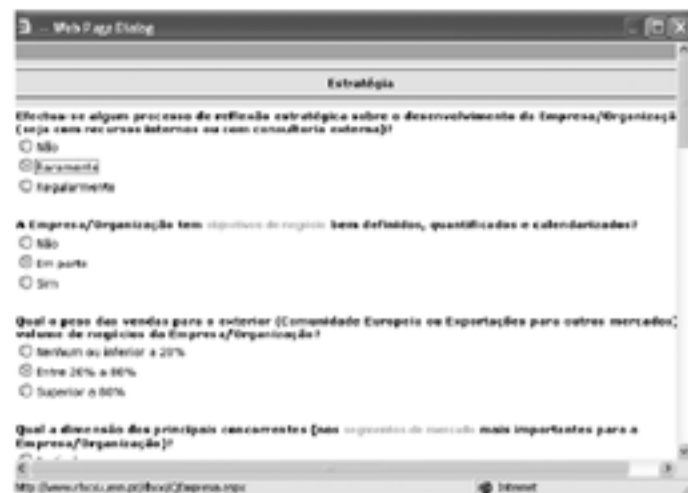 -- Web Page Dialog
Estratégia
Efectua-se algum processo de reflexão estratégica sobre o desenvolvimento da Empresa/Organizaçã
(seja com recursos internos ou com consultoria externa)?
Não
Raramente
Regularmente
A Empresa/Organização tem objectivos de negócio bem definidos, quantificados e calendarizados?
Não
Em parte
Sim
Qual o peso das vendas para o exterior (Comunidade Europeia ou Exportações para outros mercados)
volume de negócios da Empresa/Organização?
Nenhum ou inferior a 20%
Entre 20% a 80%
Superior a 80%
Qual a dimensão dos principais concorrentes (nos segmentos de mercado mais importantes para a
Empresa/Organização)?
Internet